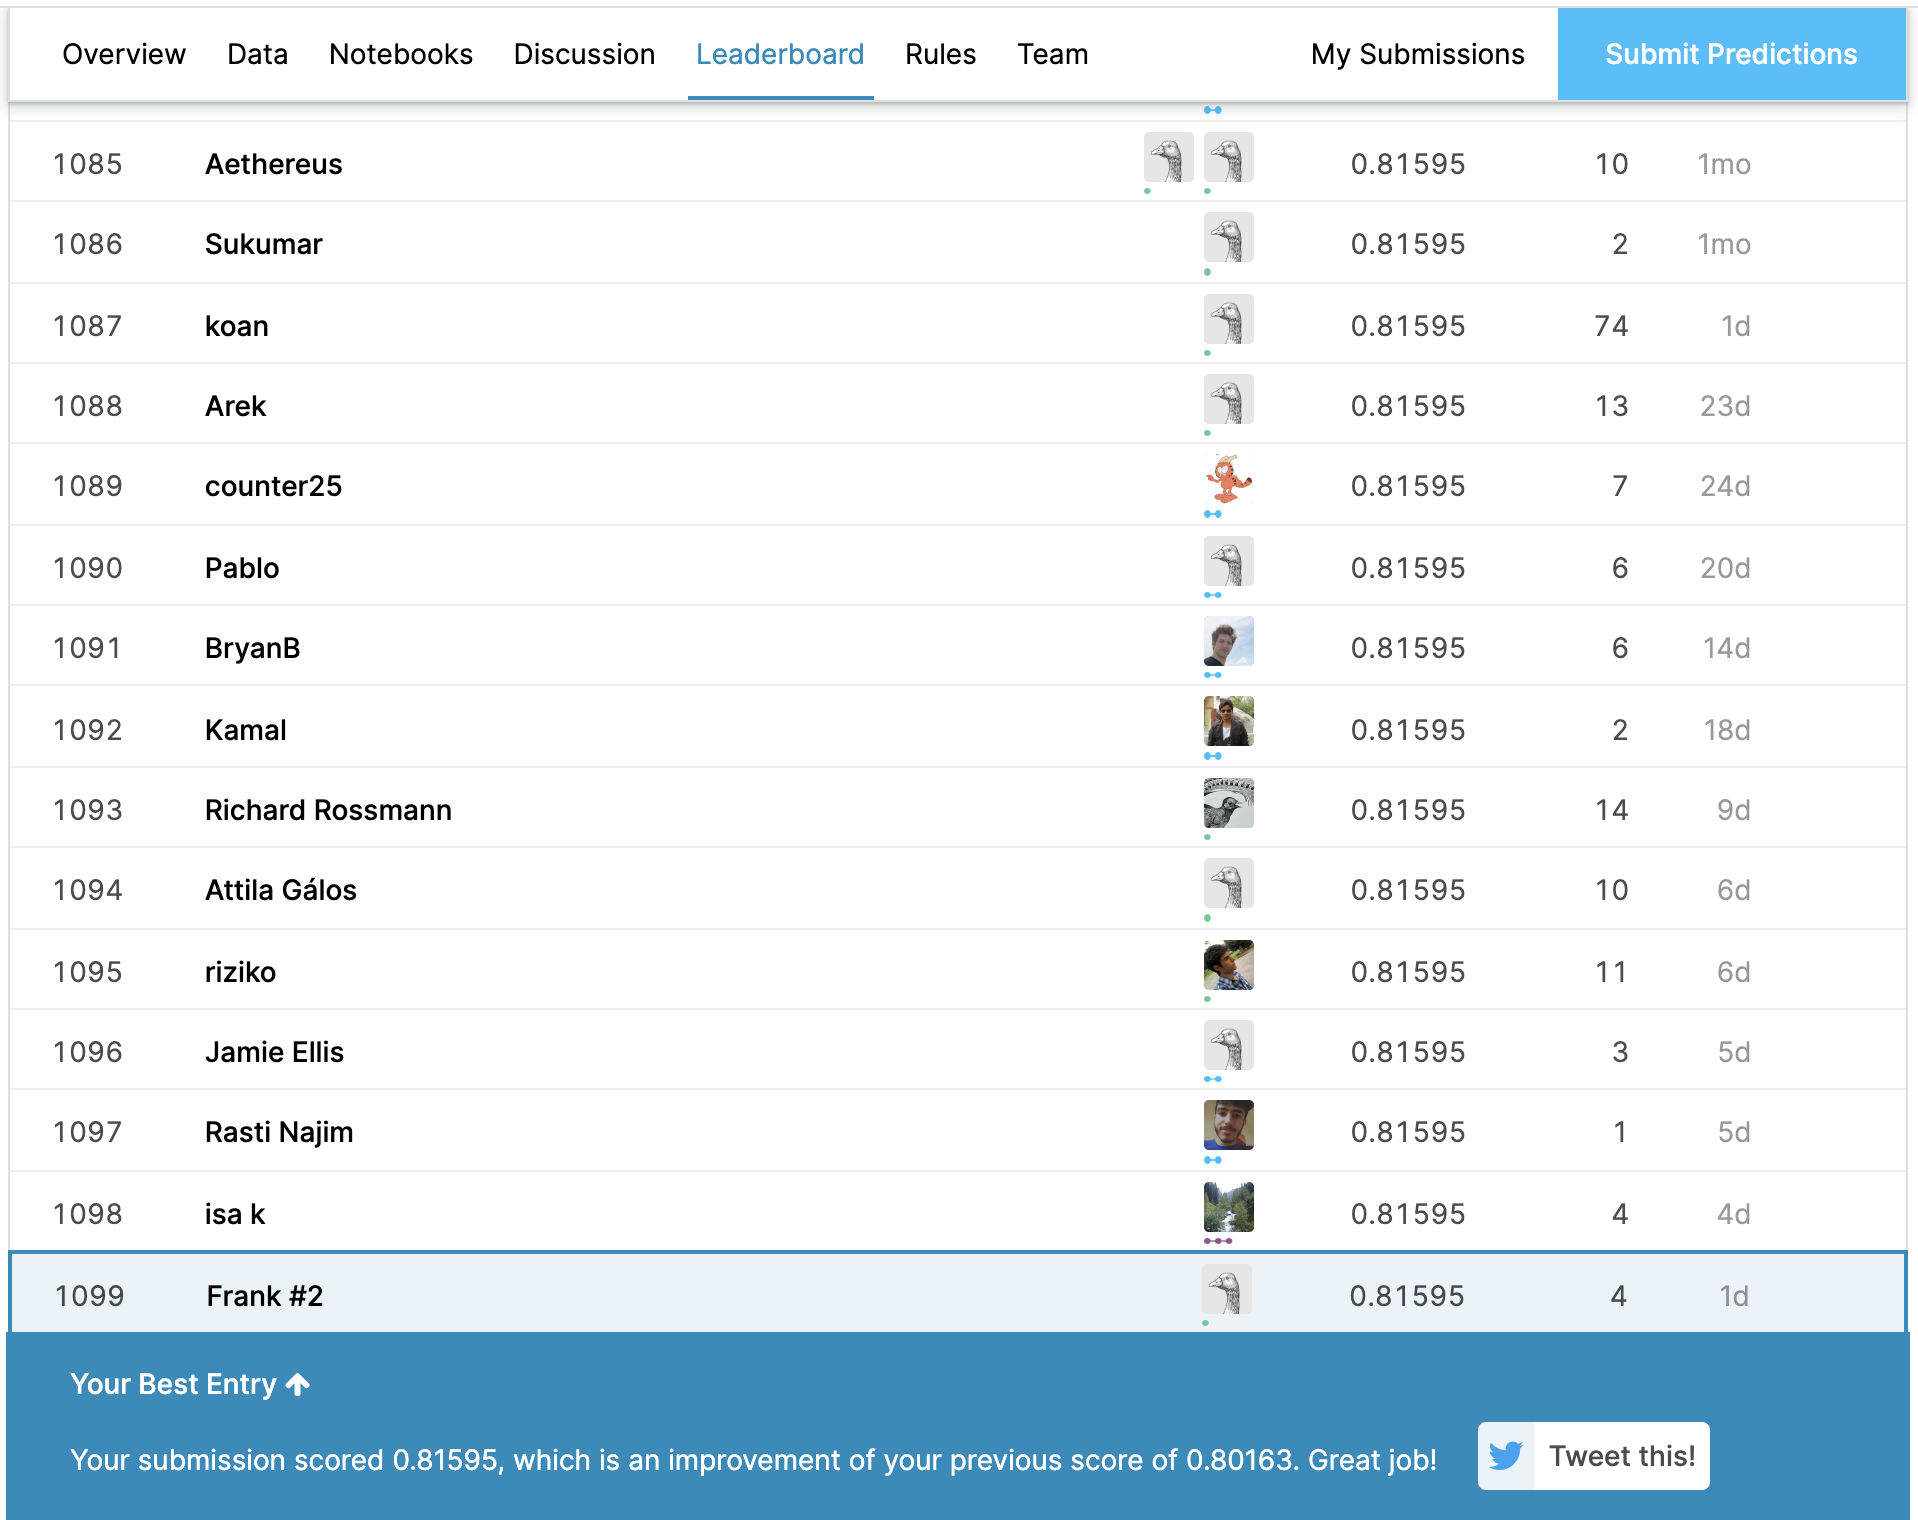 Overview Data Notebooks Discussion Leaderboard Rules Team My Submissions Submit Predictions
1085 Aethereus 0.81595 10 1mo
1086 Sukumar 0.81595 2 1mo
1087 koan 0.81595 74 1d
1088 Arek 0.81595 13 23d
1089 counter25 0.81595 7 24d
1090 Pablo 0.81595 6 20d
1091 BryanB 0.81595 6 14d
1092 Kamal 0.81595 2 18d
1093 Richard Rossmann 0.81595 14 9d
1094 Attila Gálos 0.81595 10 6d
1095 riziko 0.81595 11 6d
1096 Jamie Ellis 0.81595 3 5d
1097 Rasti Najim 0.81595 1 5d
1098 isa k 0.81595 4 4d
1099 Frank #2 0.81595 4 1d
Your Best Entry
Your submission scored 0.81595, which is an improvement of your previous score of 0.80163. Great job! Tweet this!